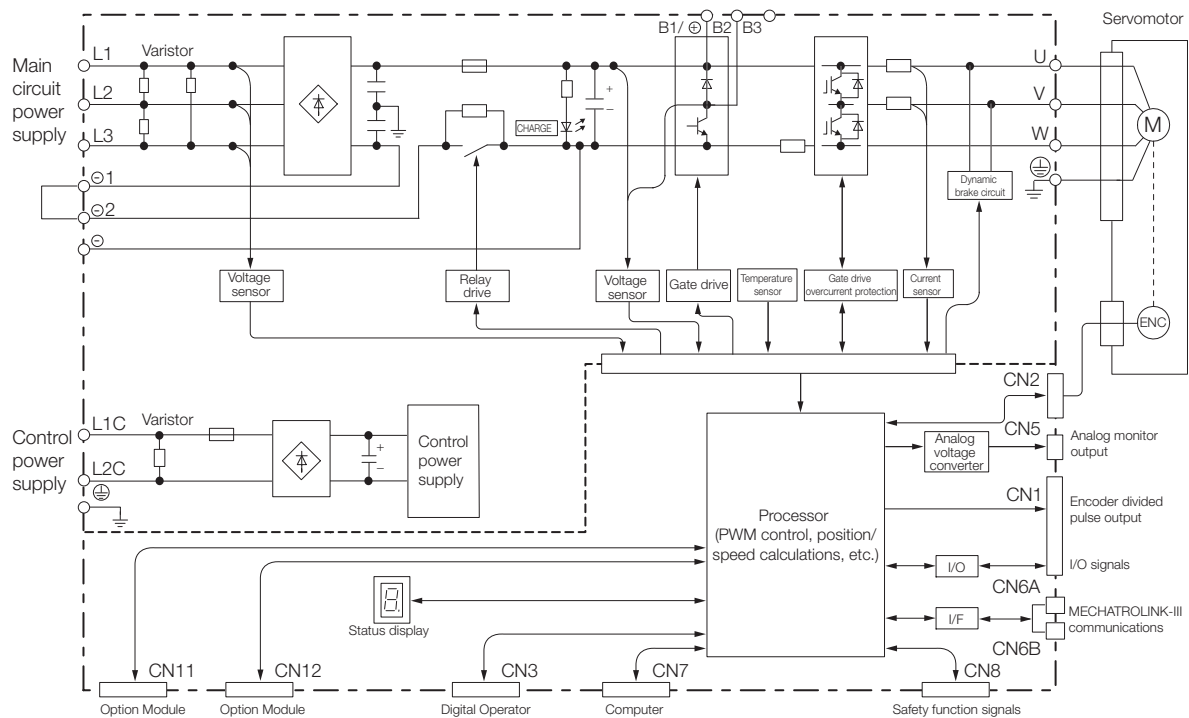 B1/⊕ B2 B3
Servomotor
Main
circuit
power
supply
L1
Varistor
L2
L3
⊖1
⊖2
⊖
CHARGE
+
−
U
V
W
M
Dynamic
brake circuit
Voltage
sensor
Relay
drive
Voltage
sensor
Gate drive
Temperature
sensor
Gate drive
overcurrent protection
Current
sensor
ENC
Control
power
supply
L1C
Varistor
L2C
+
−
Control
power
supply
CN2
CN5
Analog
voltage
converter
Analog monitor
output
CN1
Encoder divided
pulse output
Processor
(PWM control, position/
speed calculations, etc.)
I/O
I/O signals
CN6A
I/F
MECHATROLINK-III
communications
CN6B
8.
Status display
CN11
CN12
CN3
CN7
CN8
Option Module
Option Module
Digital Operator
Computer
Safety function signals